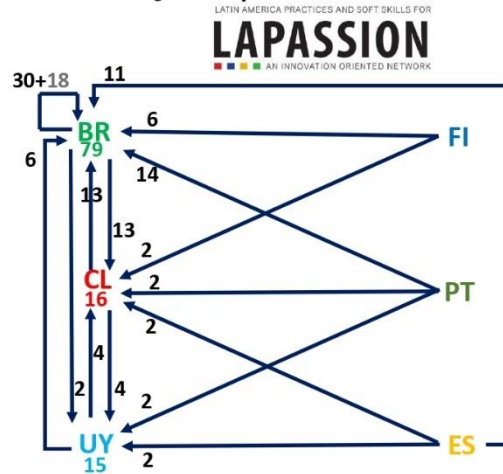 LATIN AMERICA PRACTICES AND SOFT SKILLS FOR
LAPASSION
AN INNOVATION ORIENTED NETWORK
30+18
11
BR
79
6
FI
6
14
13
13
2
CL
16
2
PT
2
4
2
4
2
UY
15
2
ES